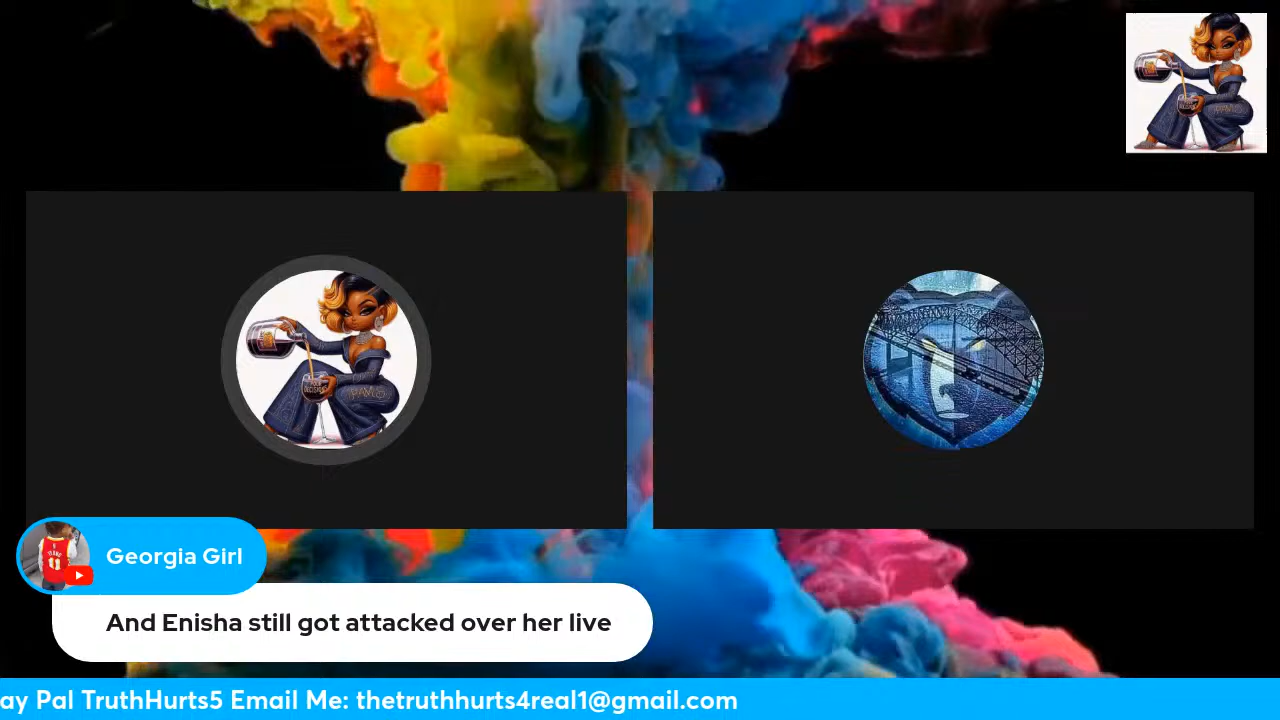 Georgia Girl
And Enisha still got attacked over her live
ay Pal TruthHurts5 Email Me: thetruthhurts4real1@gmail.com